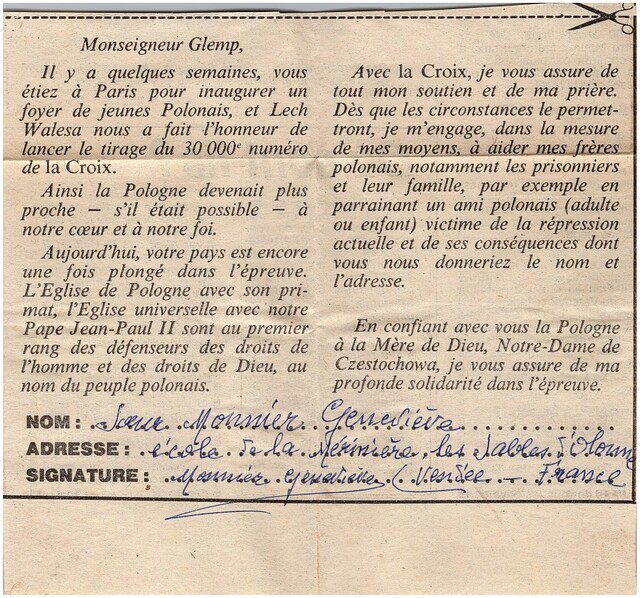 Monseigneur Glemp,
Il y a quelques semaines, vous
étiez à Paris pour inaugurer un
foyer de jeunes Polonais, et Lech
Walesa nous a fait l'honneur de
lancer le tirage du 30 000e numéro
de la Croix.
Ainsi la Pologne devenait plus
proche — s'il était possible — à
notre cœur et à notre foi.
Aujourd'hui, votre pays est encore
une fois plongé dans l'épreuve.
L'Eglise de Pologne avec son pri-
mat, l'Eglise universelle avec notre
Pape Jean-Paul II sont au premier
rang des défenseurs des droits de
l'homme et des droits de Dieu, au
nom du peuple polonais.
Avec la Croix, je vous assure de
tout mon soutien et de ma prière.
Dès que les circonstances le permet-
tront, je m'engage, dans la mesure
de mes moyens, à aider mes frères
polonais, notamment les prisonniers
et leur famille, par exemple en
parrainant un ami polonais (adulte
ou enfant) victime de la répression
actuelle et de ses conséquences dont
vous nous donneriez le nom et
l'adresse.
En confiant avec vous la Pologne
à la Mère de Dieu, Notre-Dame de
Czestochowa, je vous assure de ma
profonde solidarité dans l'épreuve.
NOM : Sœur Monnier Geneviève
ADRESSE : école de la les Sables d'Olonne
SIGNATURE : Monnier Geneviève (Vendée - France